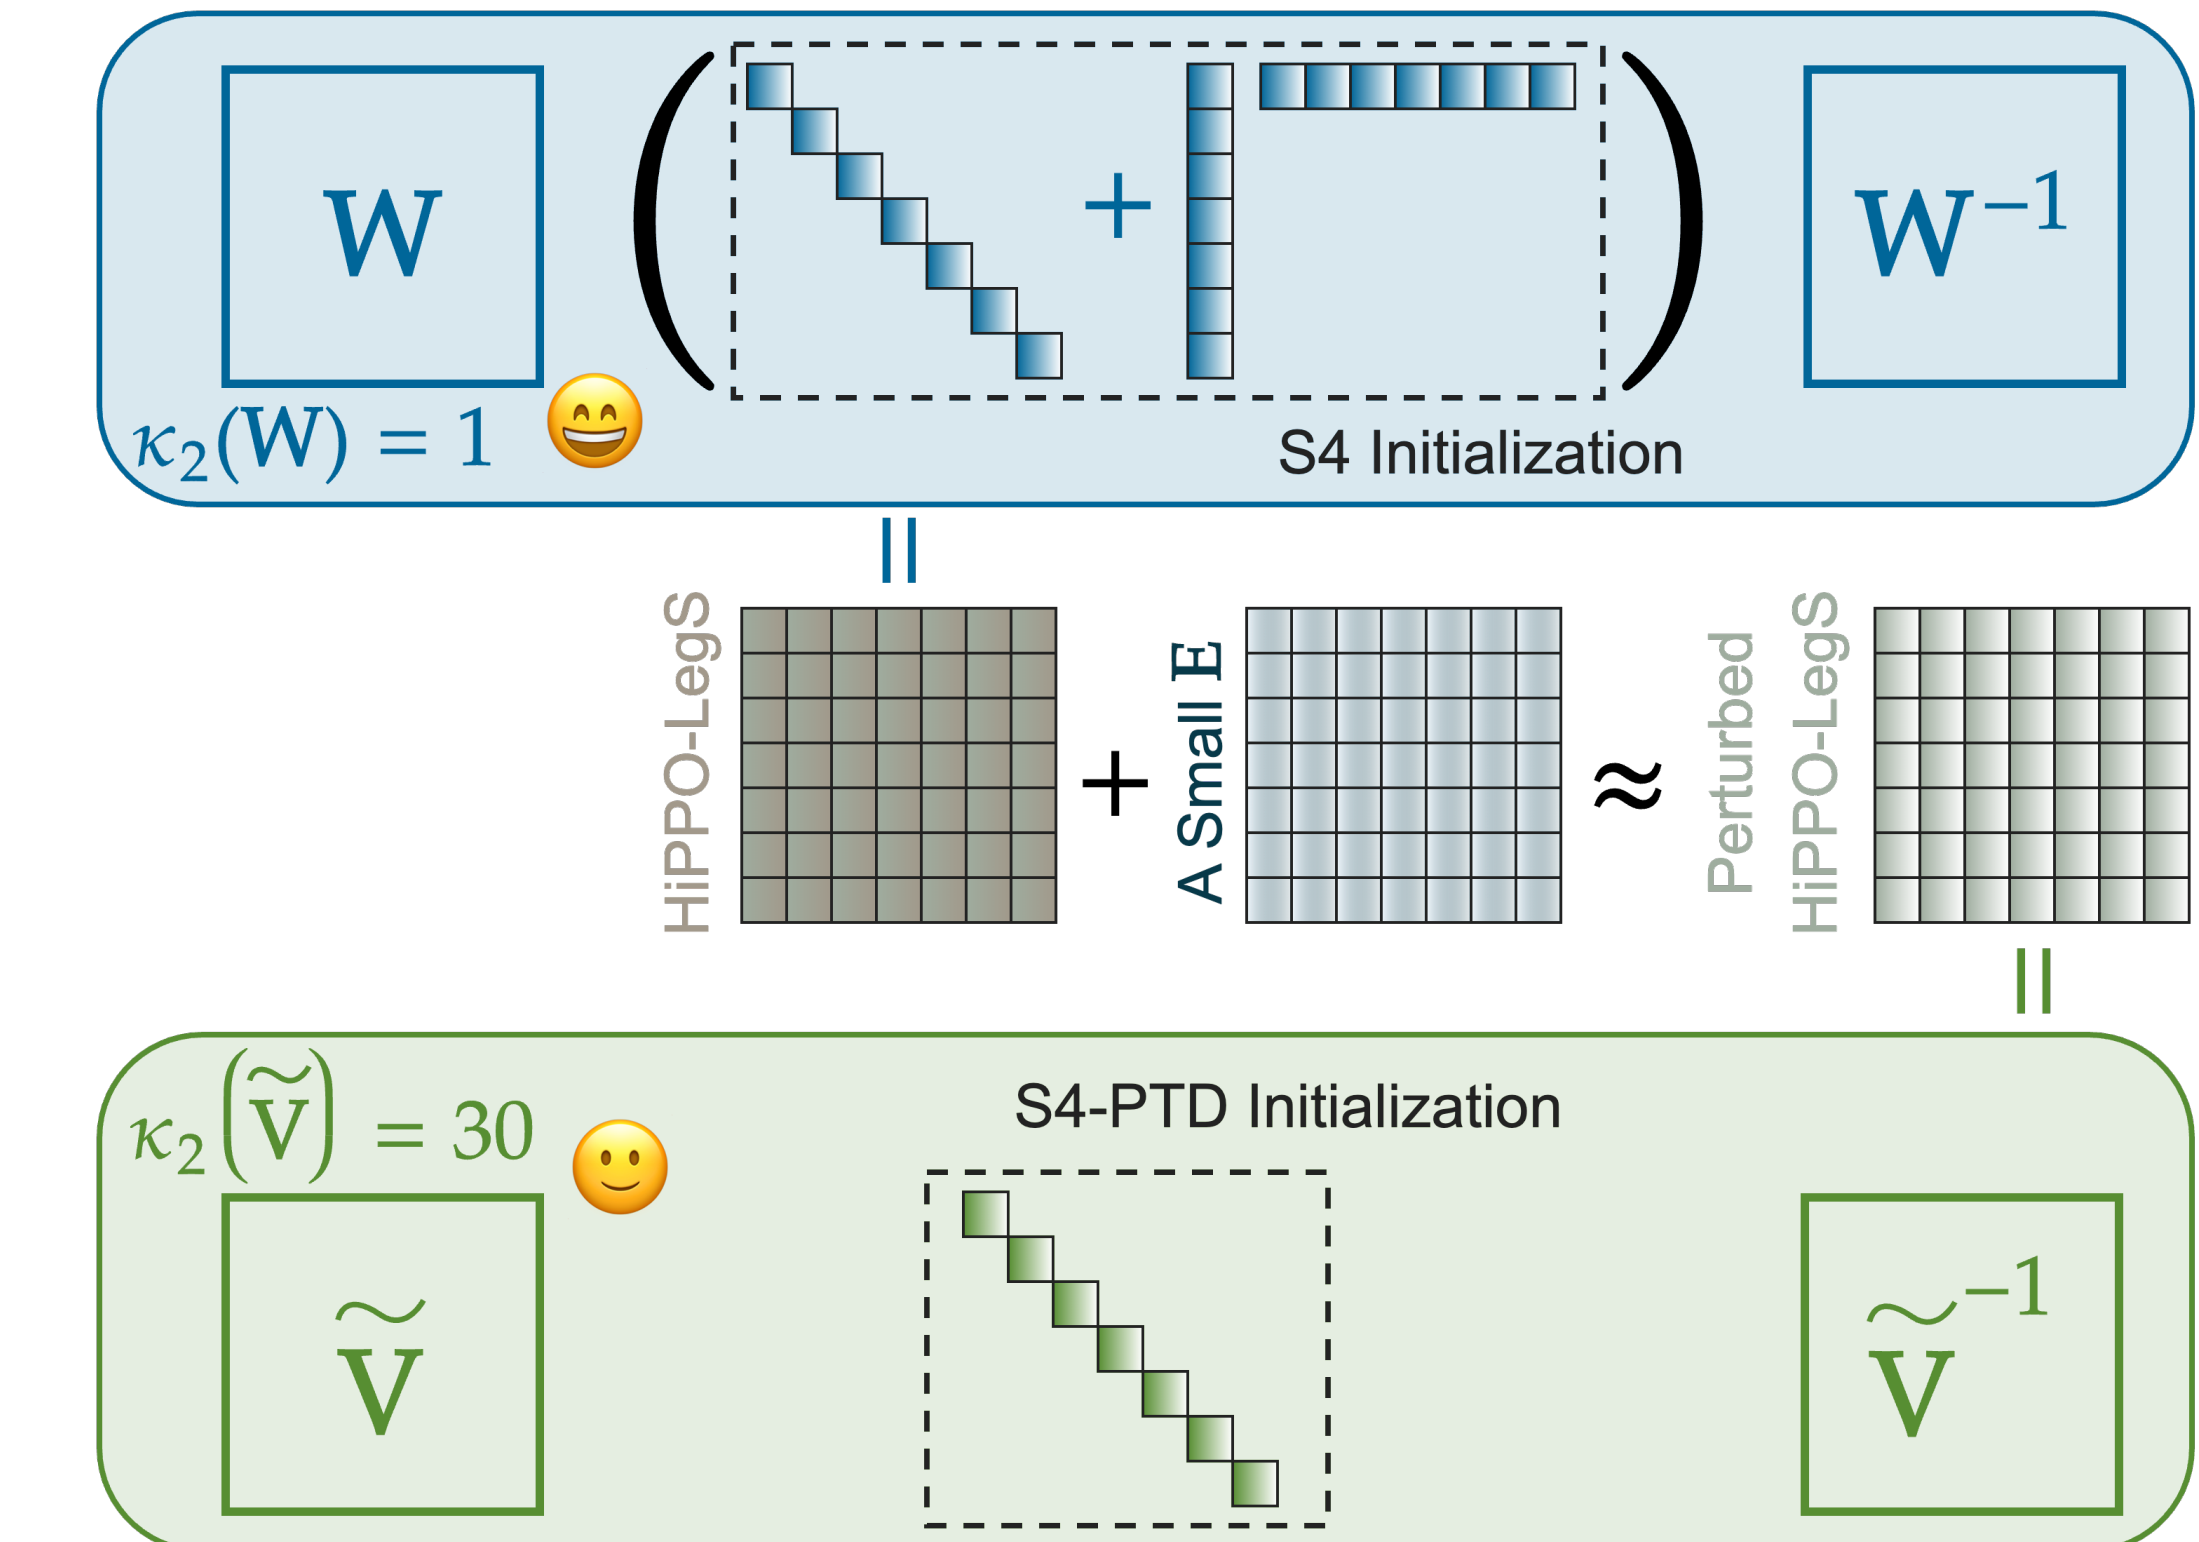 W
W⁻¹
+
κ₂(W) = 1
S4 Initialization
=
HiPPO-LegS
+
A Small E
≈
Perturbed
HiPPO-LegS
=
κ₂(Ṽ) = 30
S4-PTD Initialization
Ṽ
Ṽ⁻¹